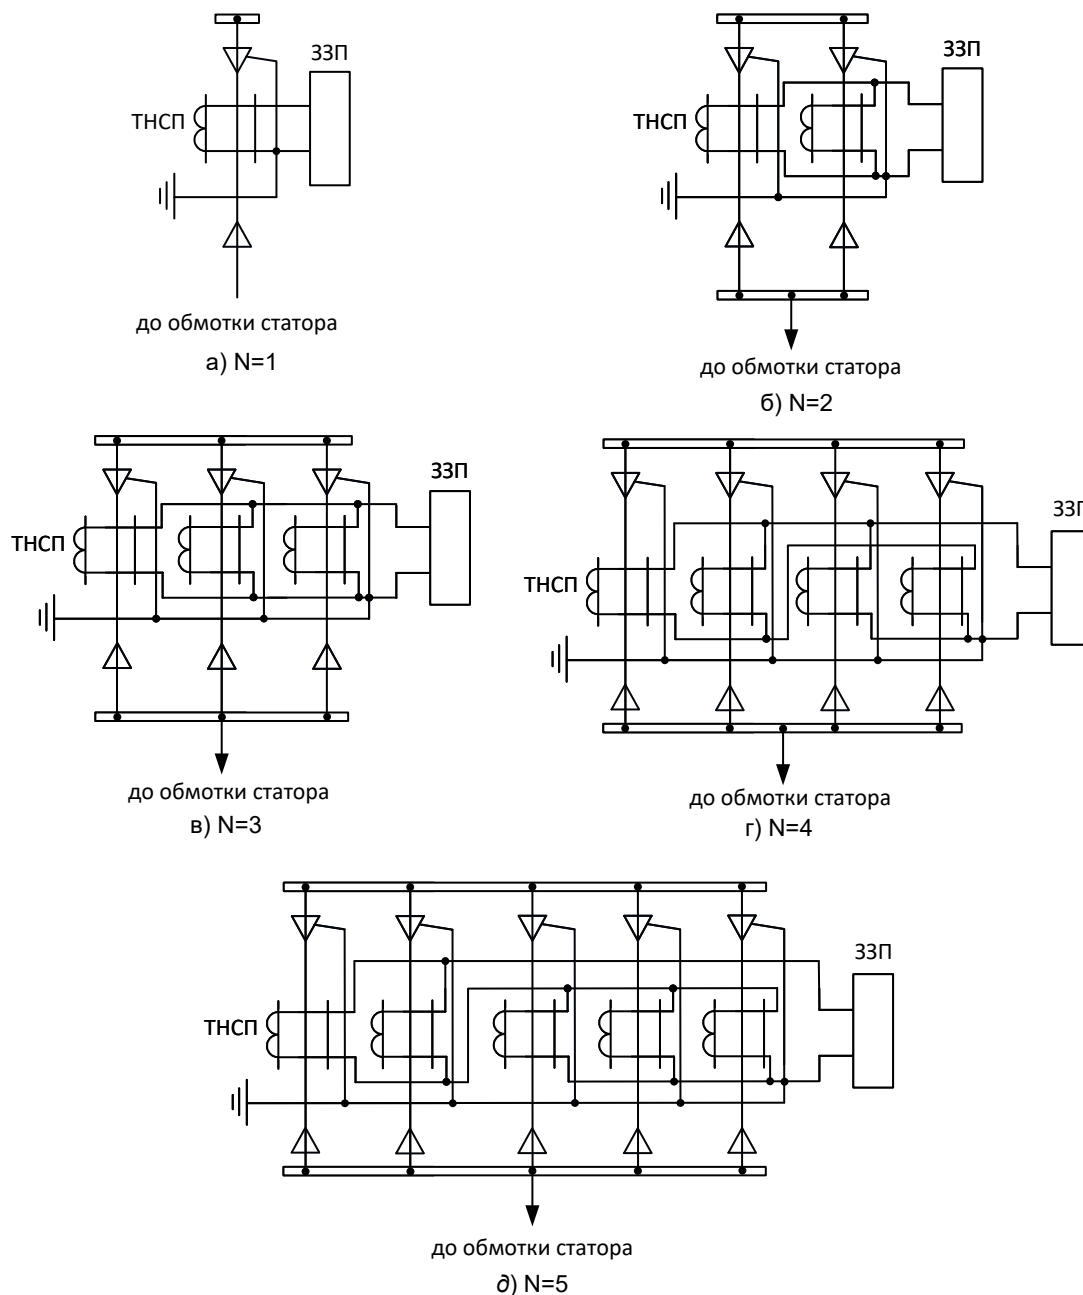 ЗЗП
ТНСП
до обмотки статора
а) N=1
ЗЗП
ТНСП
до обмотки статора
б) N=2
ЗЗП
ТНСП
до обмотки статора
в) N=3
ЗЗП
ТНСП
до обмотки статора
г) N=4
ЗЗП
ТНСП
до обмотки статора
д) N=5